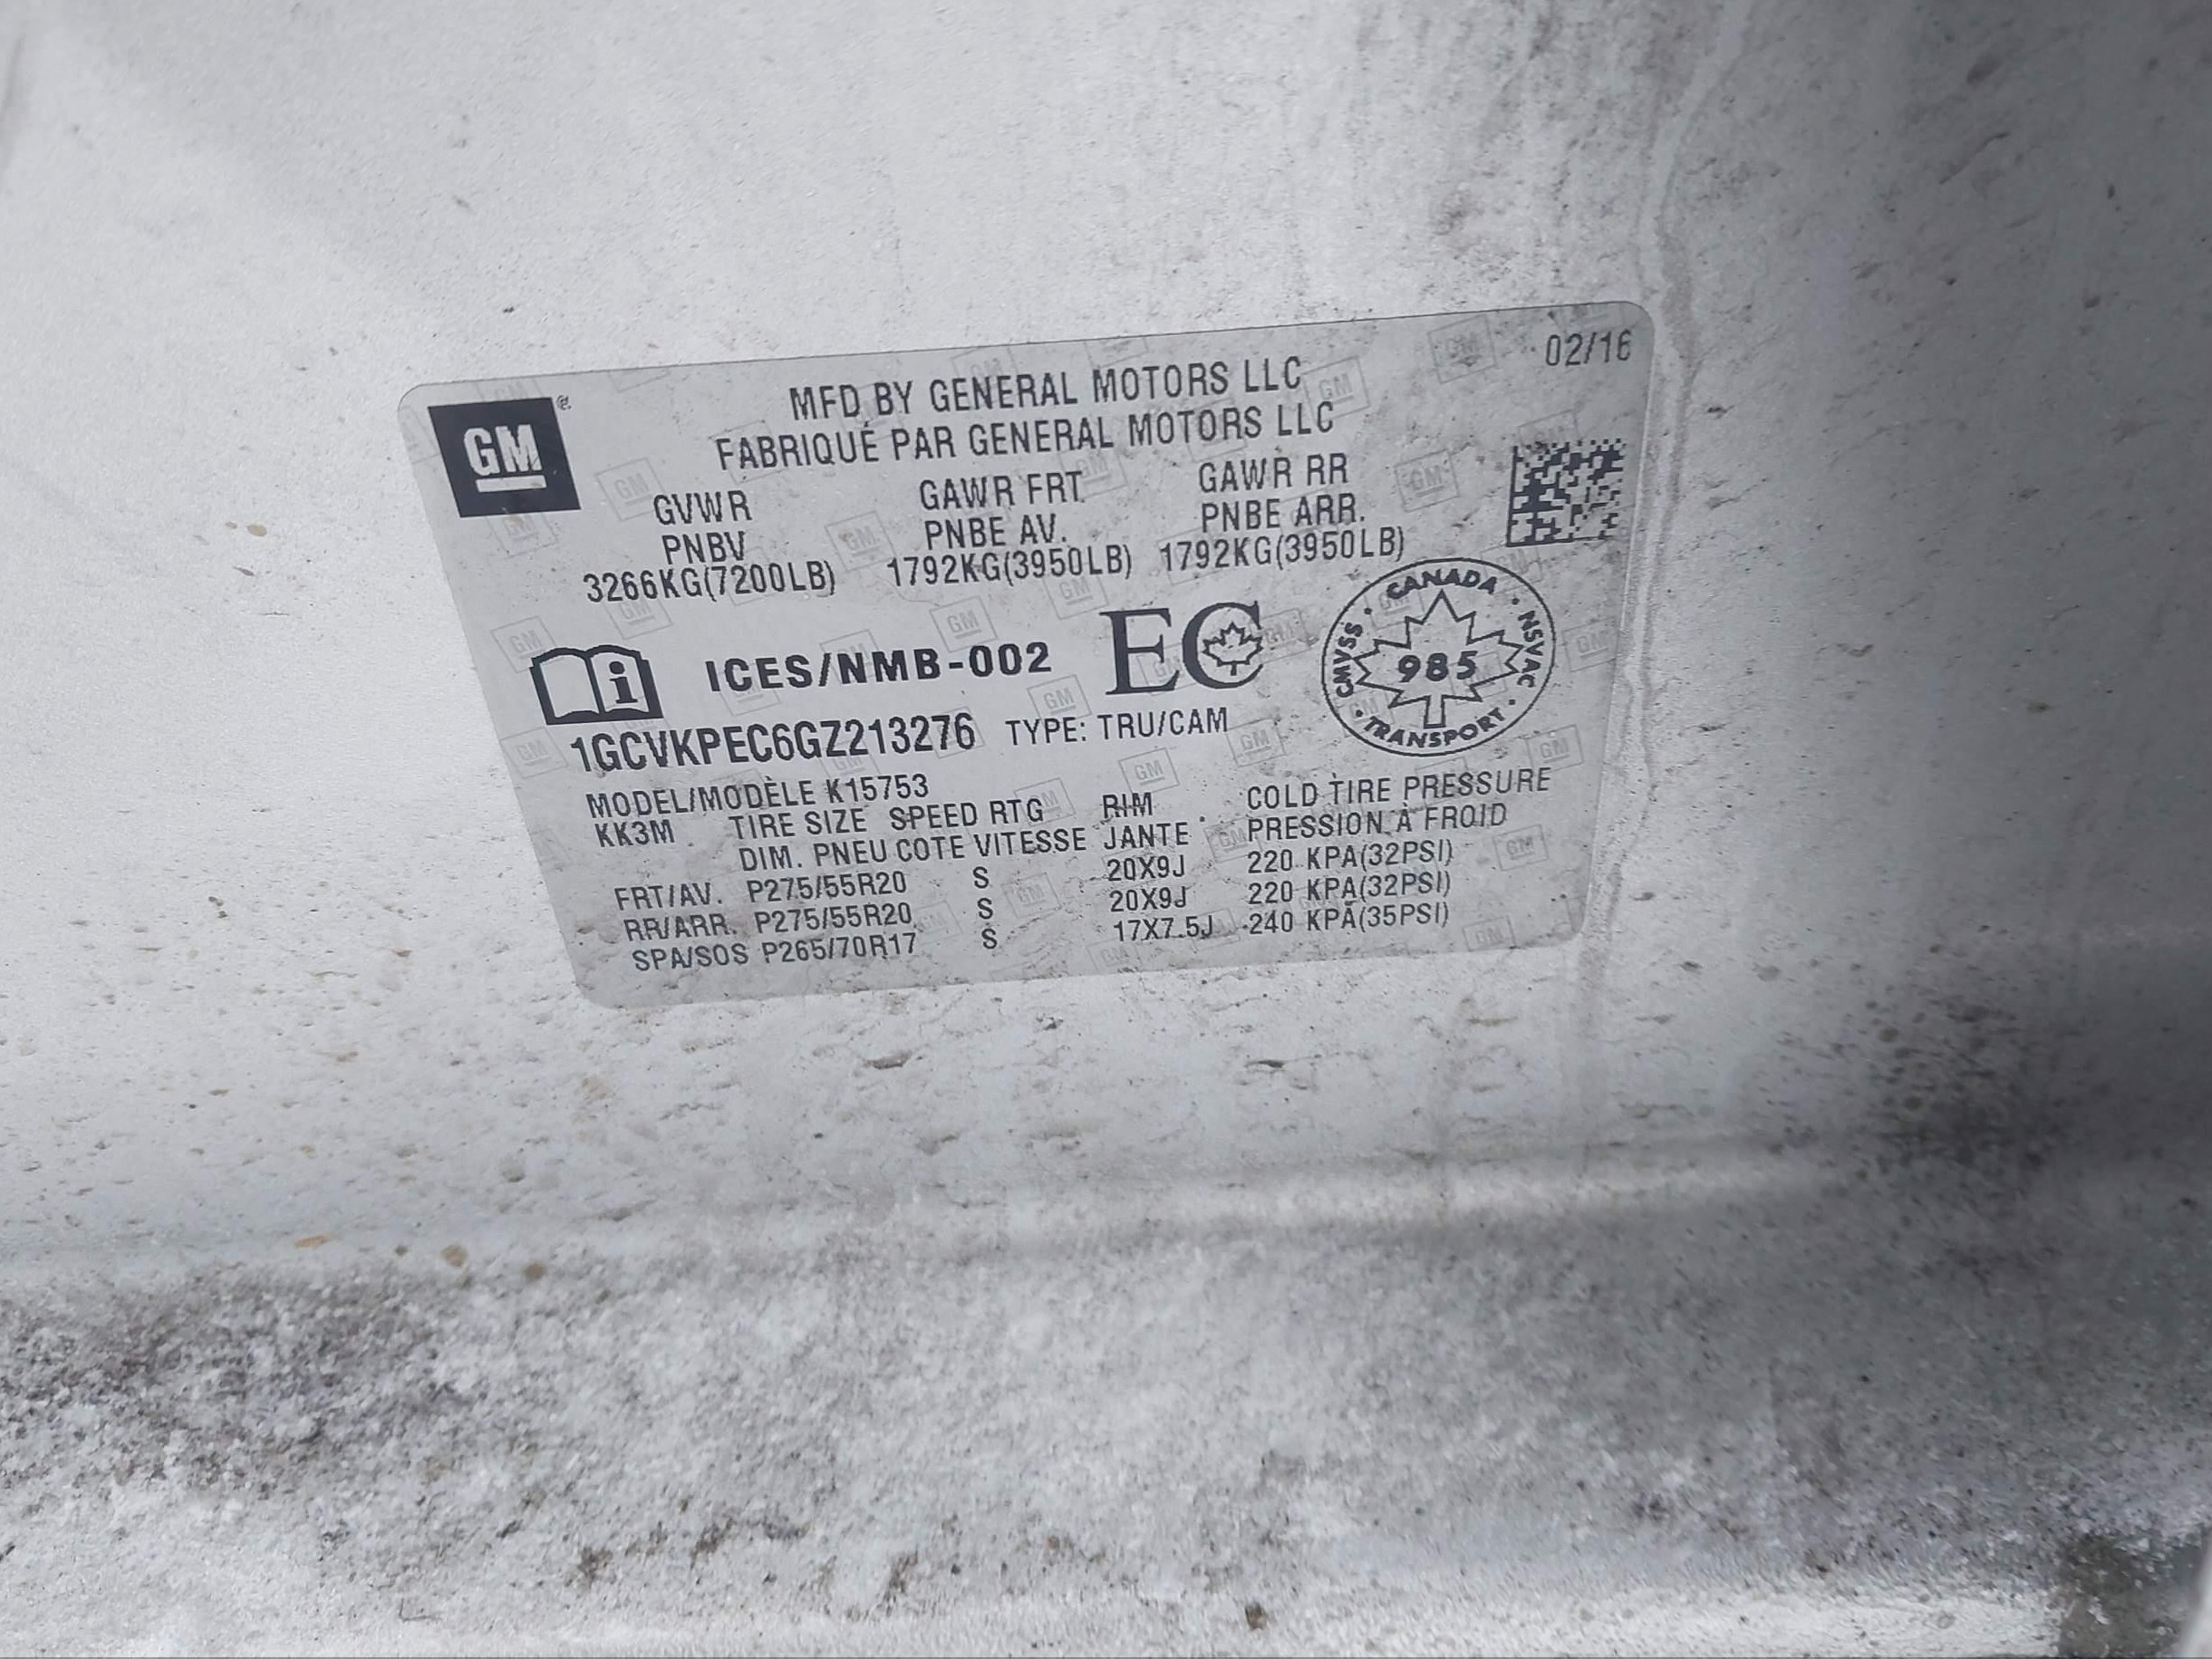 02/16
GM
MFD BY GENERAL MOTORS LLC
FABRIQUÉ PAR GENERAL MOTORS LLC
GVWR GAWR FRT GAWR RR
PNBV PNBE AV. PNBE ARR.
3266KG(7200LB) 1792KG(3950LB) 1792KG(3950LB)
i ICES/NMB-002 EC
CANADA · NSVAC · TRANSPORT · CMVSS ·
985
1GCVKPEC6GZ213276 TYPE: TRU/CAM
MODEL/MODÈLE K15753
KK3M TIRE SIZE SPEED RTG RIM COLD TIRE PRESSURE
DIM. PNEU COTE VITESSE JANTE PRESSION À FROID
FRT/AV. P275/55R20 S 20X9J 220 KPA(32PSI)
RR/ARR. P275/55R20 S 20X9J 220 KPA(32PSI)
SPA/SOS P265/70R17 S 17X7.5J 240 KPA(35PSI)